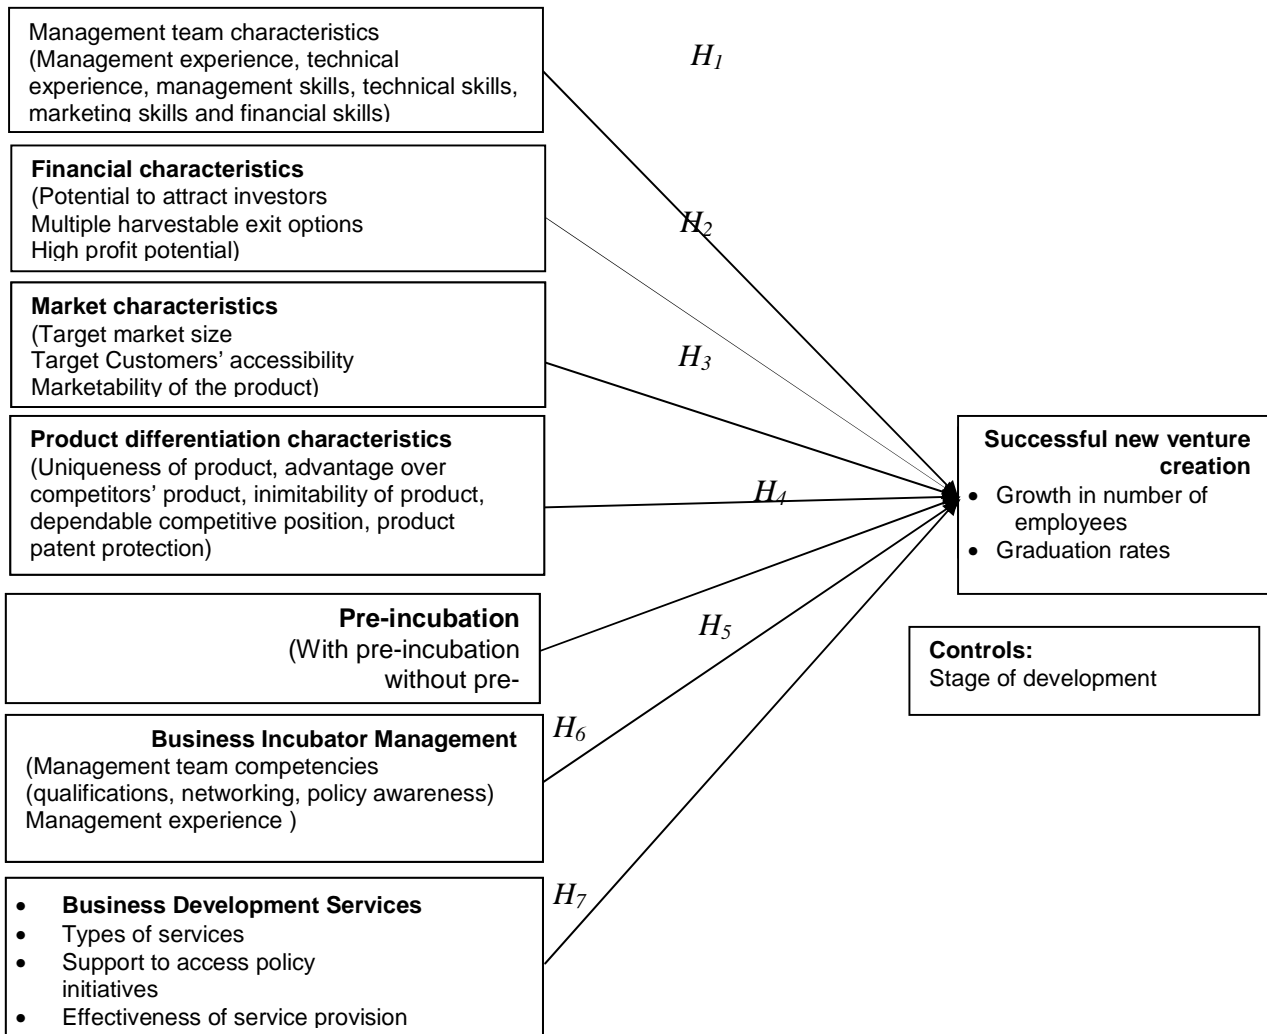 Management team characteristics
(Management experience, technical
experience, management skills, technical skills,
marketing skills and financial skills)
H1
Financial characteristics
(Potential to attract investors
Multiple harvestable exit options
High profit potential)
H2
Market characteristics
(Target market size
Target Customers’ accessibility
Marketability of the product)
H3
Product differentiation characteristics
(Uniqueness of product, advantage over
competitors’ product, inimitability of product,
dependable competitive position, product
patent protection)
H4
Pre-incubation
(With pre-incubation
without pre-
H5
Business Incubator Management
(Management team competencies
(qualifications, networking, policy awareness)
Management experience )
H6
• Business Development Services
• Types of services
• Support to access policy
initiatives
• Effectiveness of service provision
H7
Successful new venture
creation
• Growth in number of
employees
• Graduation rates
Controls:
Stage of development